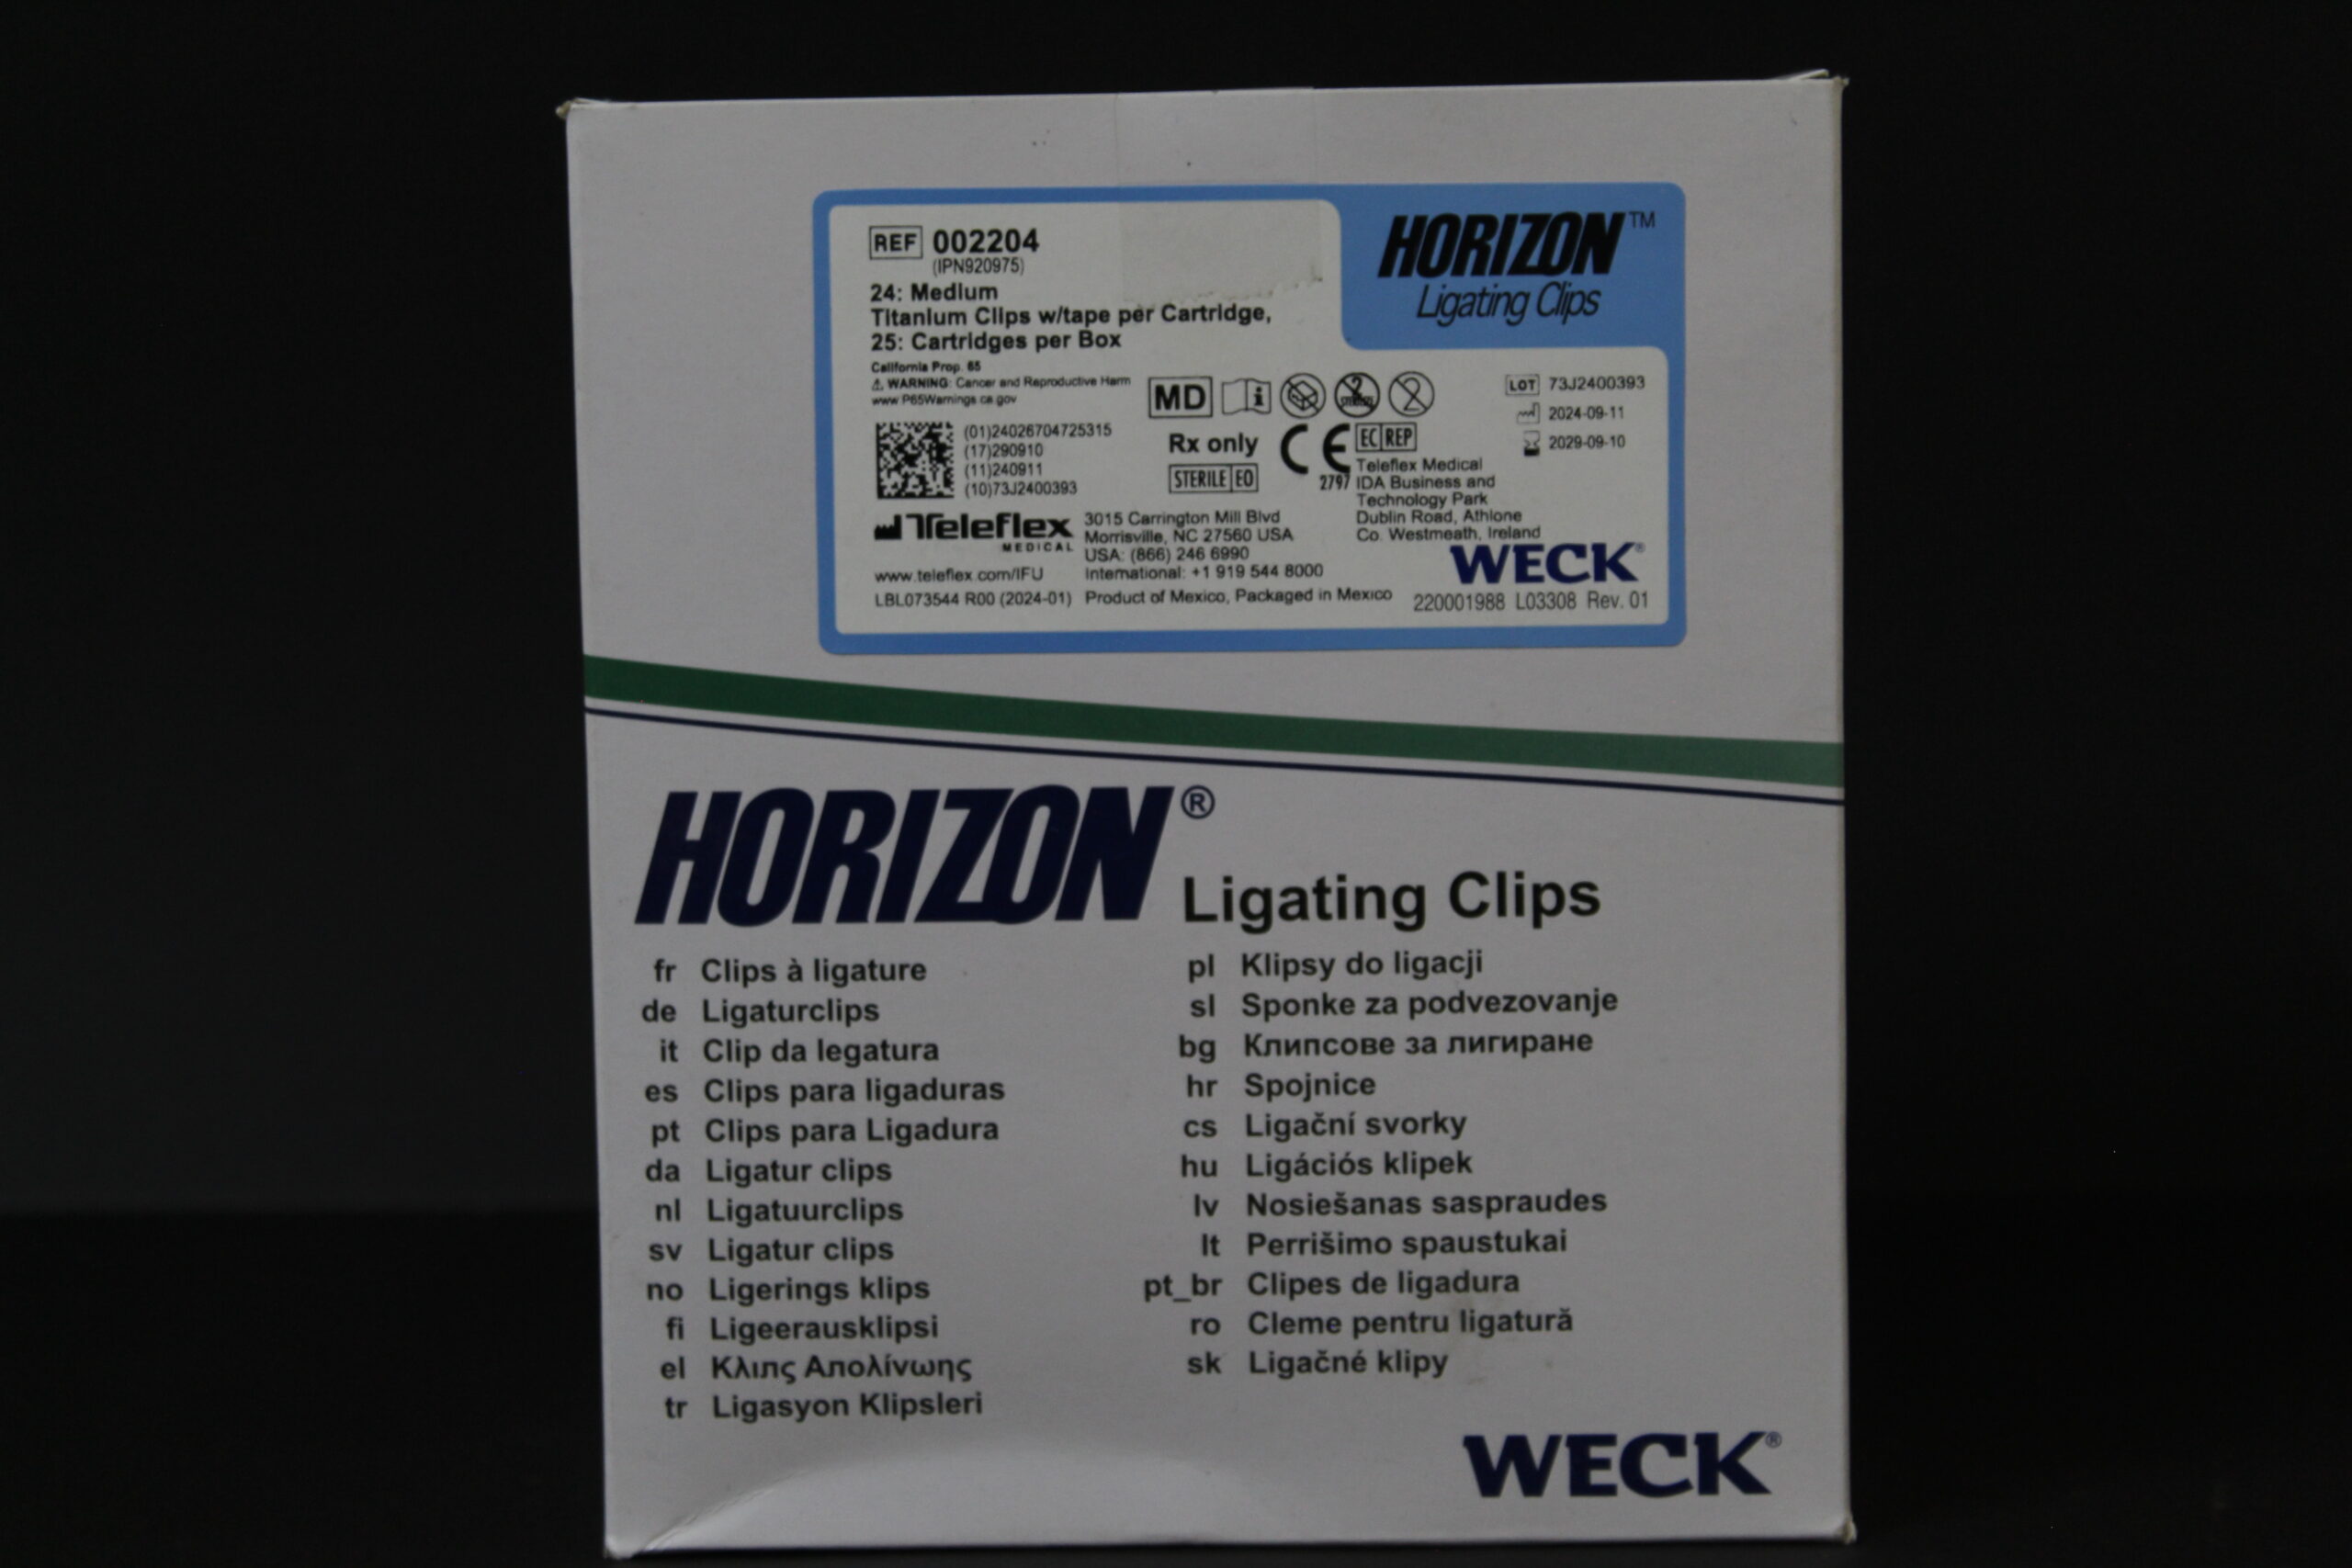 REF 002204
(IPN920975)
24: Medium
Titanium Clips w/tape per Cartridge,
25: Cartridges per Box
California Prop. 65
⚠ WARNING: Cancer and Reproductive Harm
www.P65Warnings.ca.gov
HORIZON™
Ligating Clips
MD
Rx only
STERILE EO
CE
2797
EC REP
Teleflex Medical
IDA Business and
Technology Park
Dublin Road, Athlone
Co. Westmeath, Ireland
LOT 73J2400393
2024-09-11
2029-09-10
(01)24026704725315
(17)290910
(11)240911
(10)73J2400393
Teleflex
MEDICAL
3015 Carrington Mill Blvd
Morrisville, NC 27560 USA
USA: (866) 246 6990
International: +1 919 544 8000
www.teleflex.com/IFU
LBL073544 R00 (2024-01) Product of Mexico, Packaged in Mexico
WECK®
220001988 L03308 Rev. 01
HORIZON® Ligating Clips
fr Clips à ligature
de Ligaturclips
it Clip da legatura
es Clips para ligaduras
pt Clips para Ligadura
da Ligatur clips
nl Ligatuurclips
sv Ligatur clips
no Ligerings klips
fi Ligeerausklipsi
el Κλιπς Απολίνωης
tr Ligasyon Klipsleri
pl Klipsy do ligacji
sl Sponke za podvezovanje
bg Клипсове за лигиране
hr Spojnice
cs Ligační svorky
hu Ligációs klipek
lv Nosiešanas saspraudes
lt Perrišimo spaustukai
pt_br Clipes de ligadura
ro Cleme pentru ligatură
sk Ligačné klipy
WECK®